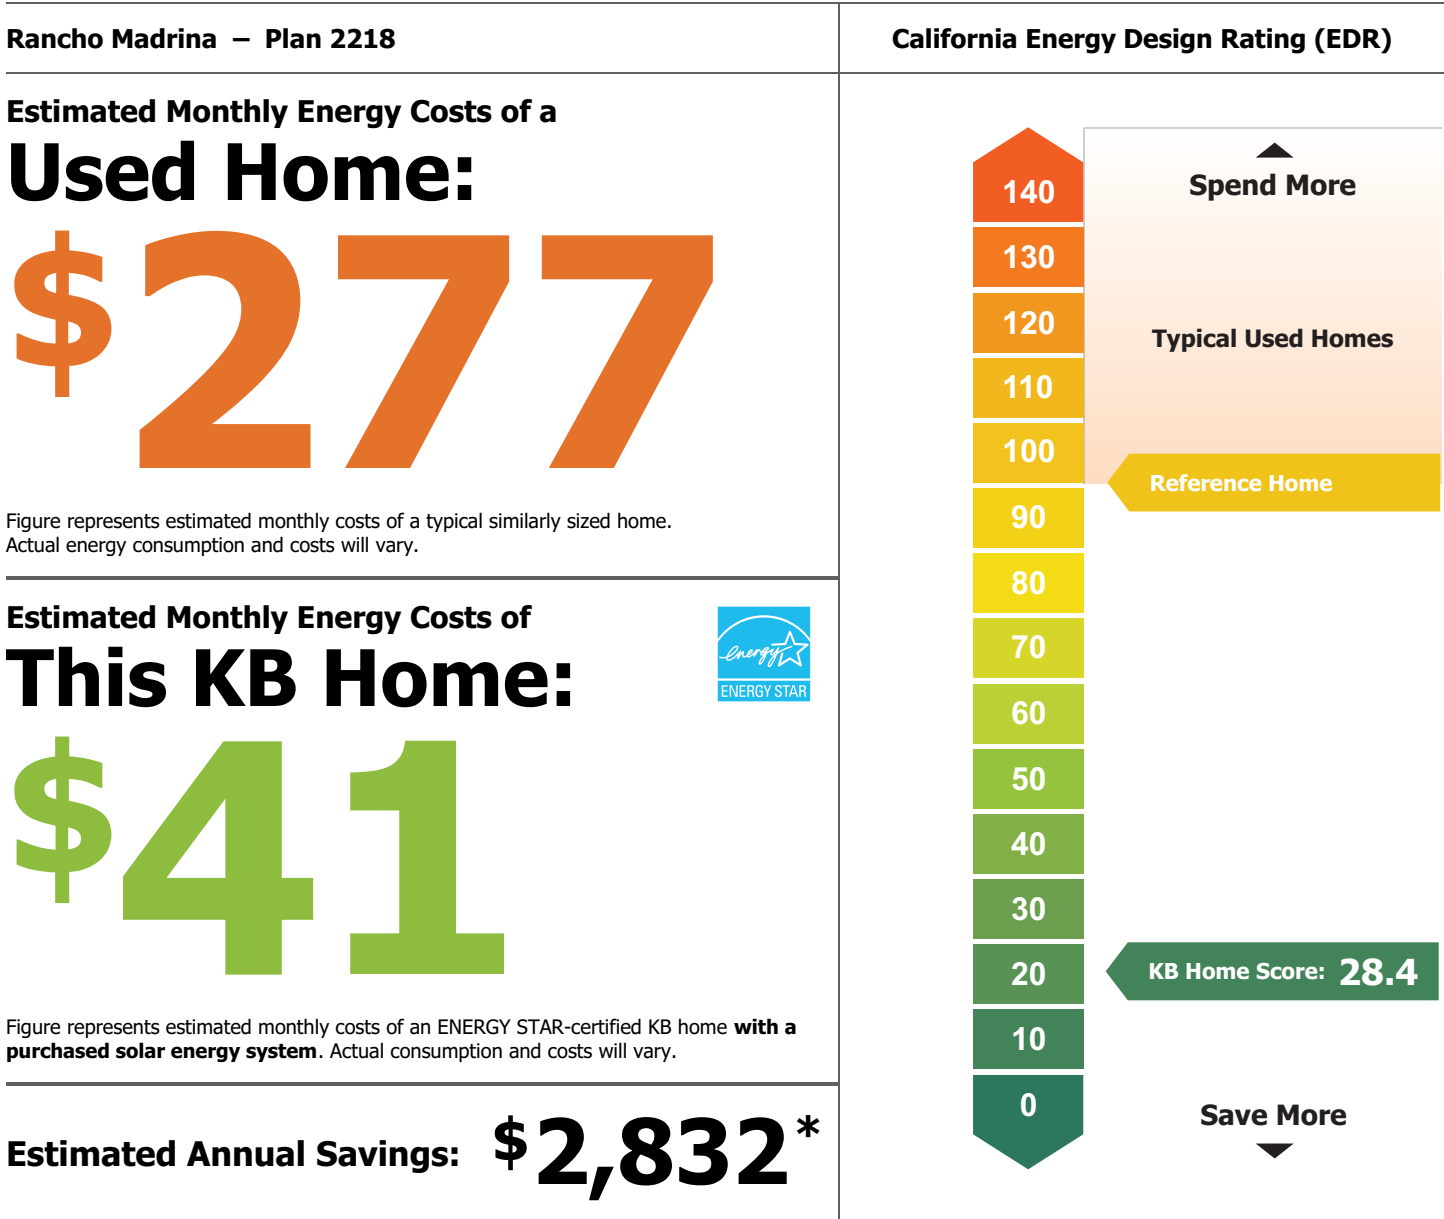 Rancho Madrina – Plan 2218
Estimated Monthly Energy Costs of a
Used Home:
$277
Figure represents estimated monthly costs of a typical similarly sized home.
Actual energy consumption and costs will vary.
Estimated Monthly Energy Costs of
This KB Home:
energy
ENERGY STAR
$41
Figure represents estimated monthly costs of an ENERGY STAR-certified KB home with a
purchased solar energy system. Actual consumption and costs will vary.
Estimated Annual Savings: $2,832*
California Energy Design Rating (EDR)
140
Spend More
130
120
Typical Used Homes
110
100
Reference Home
90
80
70
60
50
40
30
20
KB Home Score: 28.4
10
0
Save More